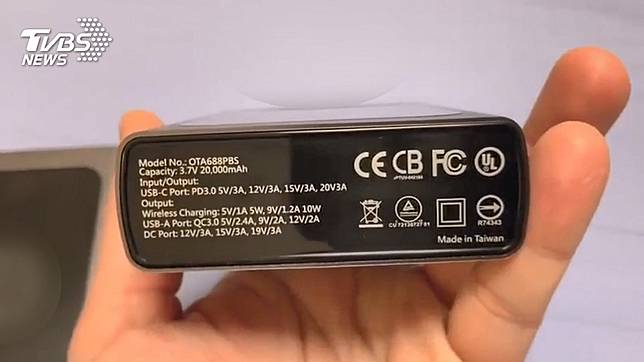 TVBS
NEWS
Model No.: OTA688PBS
Capacity: 3.7V 20,000mAh
Input/Output:
USB-C Port: PD3.0 5V/3A, 12V/3A, 15V/3A, 20V3A
Output:
Wireless Charging: 5V/1A 5W, 9V/1.2A 10W
USB-A Port: QC3.0 5V/2.4A, 9V/2A, 12V/2A
DC Port: 12V/3A, 15V/3A, 19V/3A
CE CB FC UL
R74343
Made in Taiwan